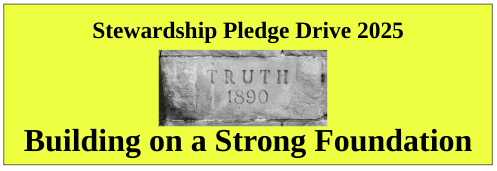 Stewardship Pledge Drive 2025
TRUTH
1890
Building on a Strong Foundation